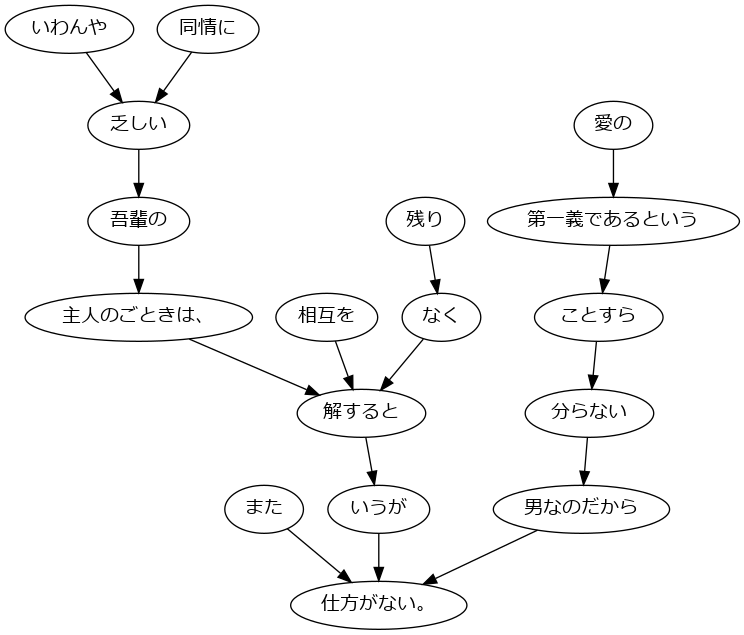 いわんや
同情に
乏しい
愛の
吾輩の
残り
第一義であるという
主人のごときは、
相互を
なく
ことすら
解すると
分らない
また
いうが
男なのだから
仕方がない。